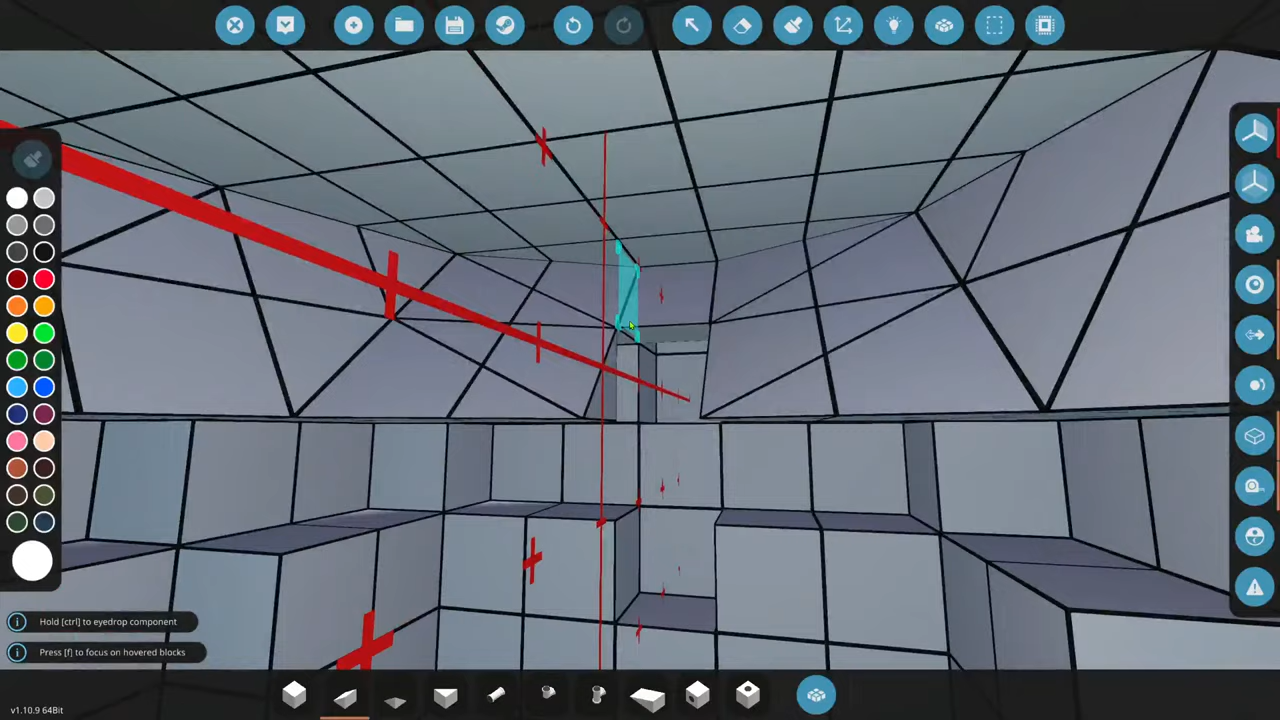 Hold [ctrl] to eyedrop component
Press [f] to focus on hovered blocks
v1.10.9 64Bit